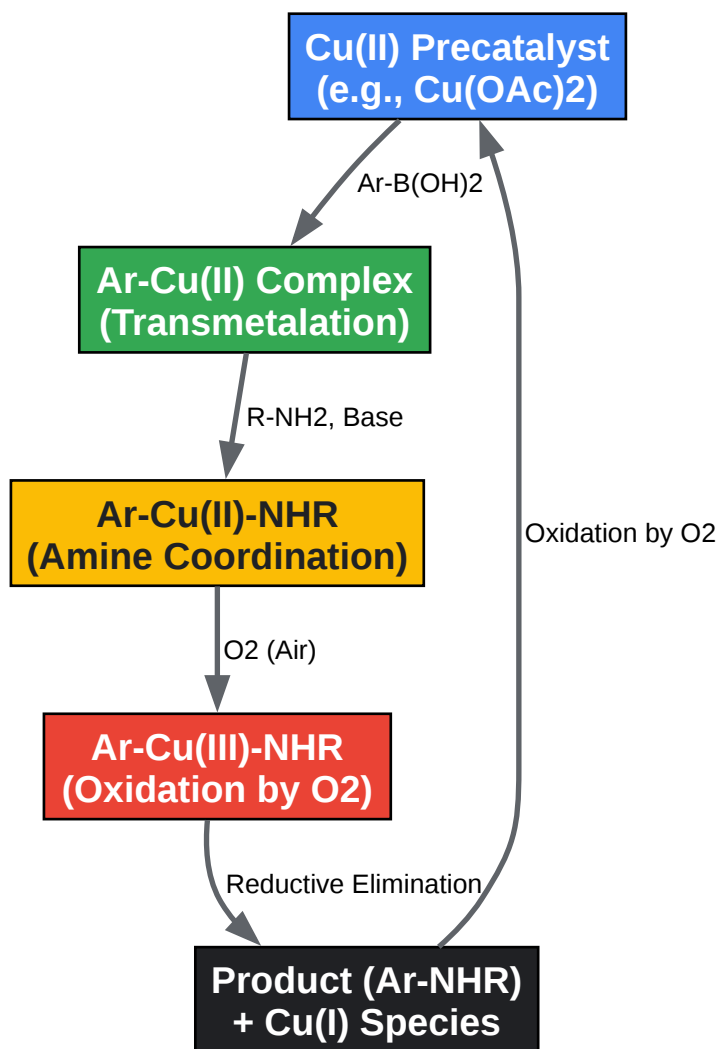 Cu(II) Precatalyst
(e.g., Cu(OAc)2)
Ar-B(OH)2
Ar-Cu(II) Complex
(Transmetalation)
R-NH2, Base
Ar-Cu(II)-NHR
(Amine Coordination)
Oxidation by O2
O2 (Air)
Ar-Cu(III)-NHR
(Oxidation by O2)
Reductive Elimination
Product (Ar-NHR)
+ Cu(I) Species